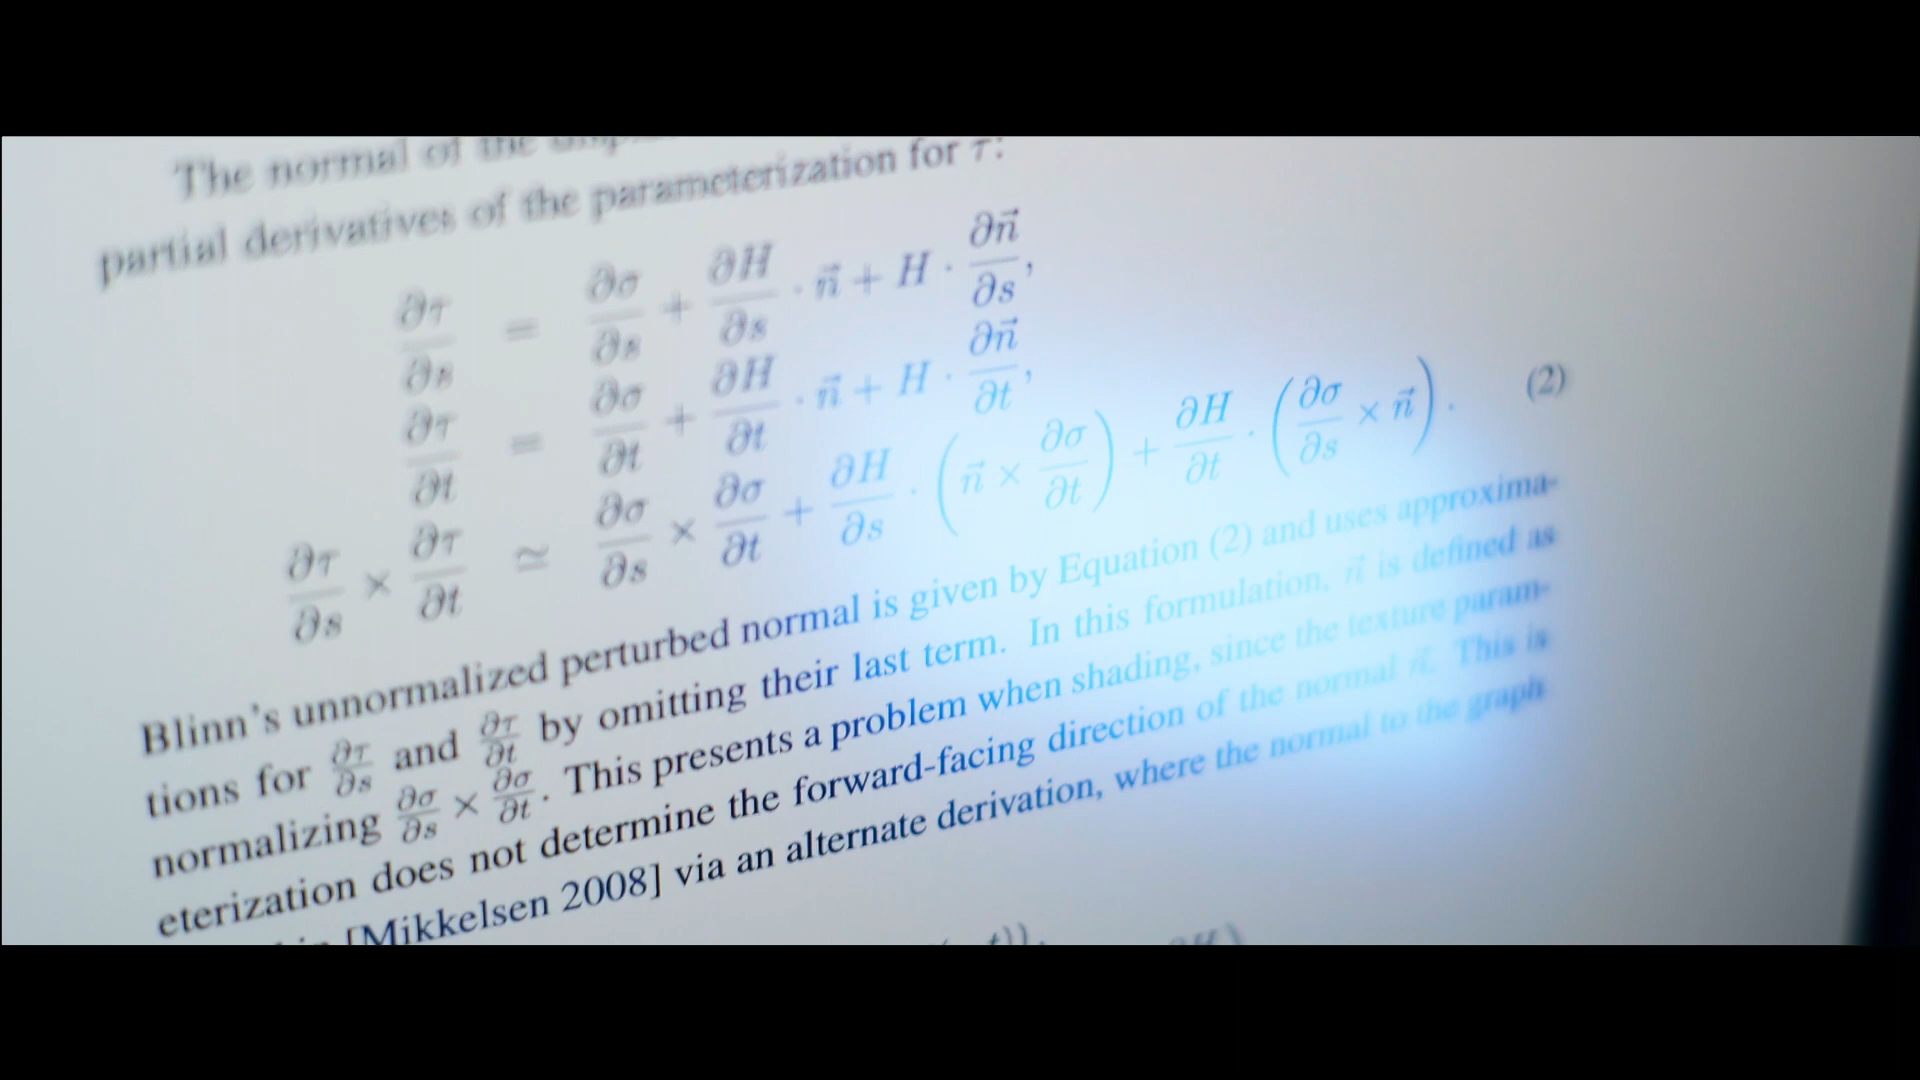 The normal of the
partial derivatives of the parameterization for τ:
∂τ/∂s = ∂σ/∂s + ∂H/∂s · n⃗ + H · ∂n⃗/∂s,
∂τ/∂t = ∂σ/∂t + ∂H/∂t · n⃗ + H · ∂n⃗/∂t,
∂τ/∂s × ∂τ/∂t ≃ ∂σ/∂s × ∂σ/∂t + ∂H/∂s · (n⃗ × ∂σ/∂t) + ∂H/∂t · (∂σ/∂s × n⃗). (2)
Blinn's unnormalized perturbed normal is given by Equation (2) and uses approxima-
tions for ∂τ/∂s and ∂τ/∂t by omitting their last term. In this formulation, n⃗ is defined as
normalizing ∂σ/∂s × ∂σ/∂t. This presents a problem when shading, since the texture param-
eterization does not determine the forward-facing direction of the normal n⃗. This is
[Mikkelsen 2008] via an alternate derivation, where the normal to the graph